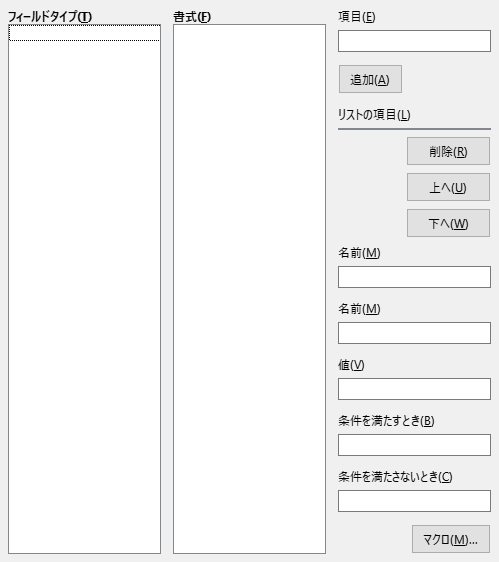 フィールドタイプ(T)
書式(F)
項目(E)
追加(A)
リストの項目(L)
削除(R)
上へ(U)
下へ(W)
名前(M)
名前(M)
値(V)
条件を満たすとき(B)
条件を満たさないとき(C)
マクロ(M)...